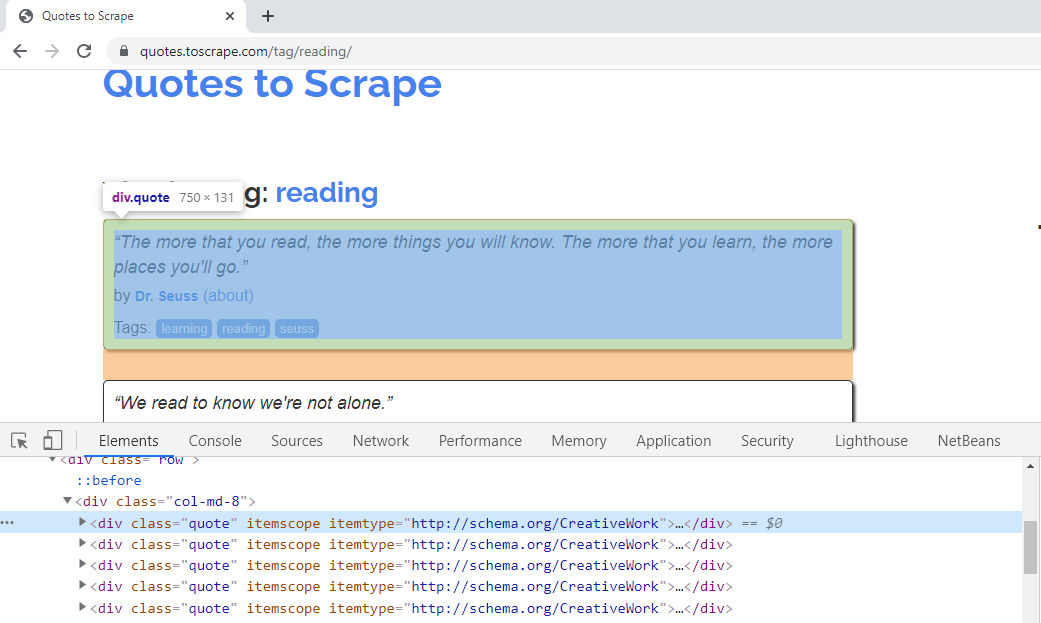 Quotes to Scrape
quotes.toscrape.com/tag/reading/
Quotes to Scrape
g: reading
div.quote 750 × 131
“The more that you read, the more things you will know. The more that you learn, the more
places you'll go.”
by Dr. Seuss (about)
Tags: learning reading seuss
“We read to know we're not alone.”
Elements Console Sources Network Performance Memory Application Security Lighthouse NetBeans
<div class="row">
::before
<div class="col-md-8">
<div class="quote" itemscope itemtype="http://schema.org/CreativeWork">…</div> == $0
<div class="quote" itemscope itemtype="http://schema.org/CreativeWork">…</div>
<div class="quote" itemscope itemtype="http://schema.org/CreativeWork">…</div>
<div class="quote" itemscope itemtype="http://schema.org/CreativeWork">…</div>
<div class="quote" itemscope itemtype="http://schema.org/CreativeWork">…</div>